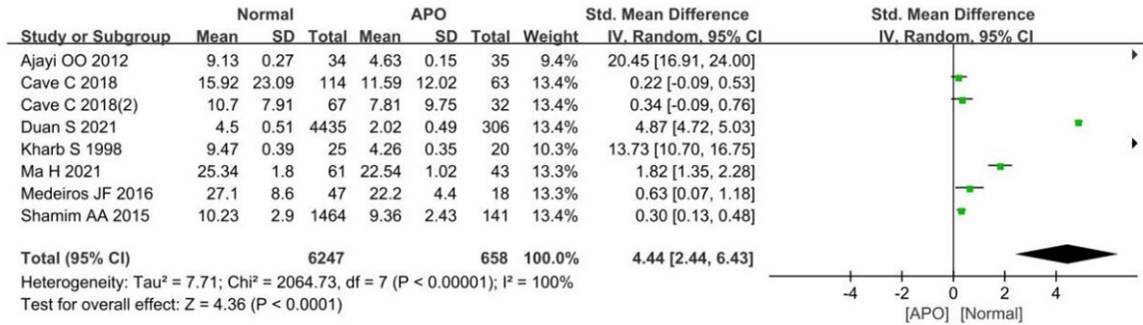 Normal APO Std. Mean Difference Std. Mean Difference
Study or Subgroup Mean SD Total Mean SD Total Weight IV, Random, 95% CI IV, Random, 95% CI
Ajayi OO 2012 9.13 0.27 34 4.63 0.15 35 9.4% 20.45 [16.91, 24.00]
Cave C 2018 15.92 23.09 114 11.59 12.02 63 13.4% 0.22 [-0.09, 0.53]
Cave C 2018(2) 10.7 7.91 67 7.81 9.75 32 13.4% 0.34 [-0.09, 0.76]
Duan S 2021 4.5 0.51 4435 2.02 0.49 306 13.4% 4.87 [4.72, 5.03]
Kharb S 1998 9.47 0.39 25 4.26 0.35 20 10.3% 13.73 [10.70, 16.75]
Ma H 2021 25.34 1.8 61 22.54 1.02 43 13.4% 1.82 [1.35, 2.28]
Medeiros JF 2016 27.1 8.6 47 22.2 4.4 18 13.3% 0.63 [0.07, 1.18]
Shamim AA 2015 10.23 2.9 1464 9.36 2.43 141 13.4% 0.30 [0.13, 0.48]
Total (95% CI) 6247 658 100.0% 4.44 [2.44, 6.43]
Heterogeneity: Tau² = 7.71; Chi² = 2064.73, df = 7 (P < 0.00001); I² = 100%
Test for overall effect: Z = 4.36 (P < 0.0001)
-4 -2 0 2 4
[APO] [Normal]